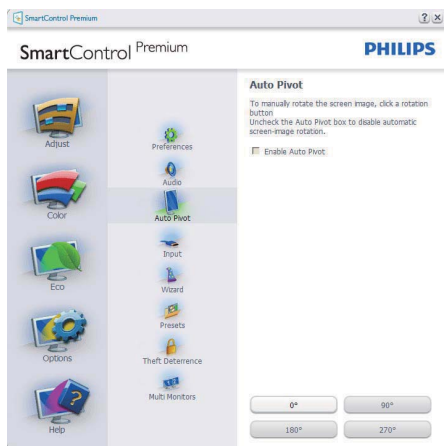 SmartControl Premium
SmartControl Premium
PHILIPS
Adjust
Color
Eco
Options
Help
Preferences
Audio
Auto Pivot
Input
Wizard
Presets
Theft Deterrence
Multi Monitors
Auto Pivot
To manually rotate the screen image, click a rotation
button
Uncheck the Auto Pivot box to disable automatic
screen-image rotation.
Enable Auto Pivot
0°
90°
180°
270°